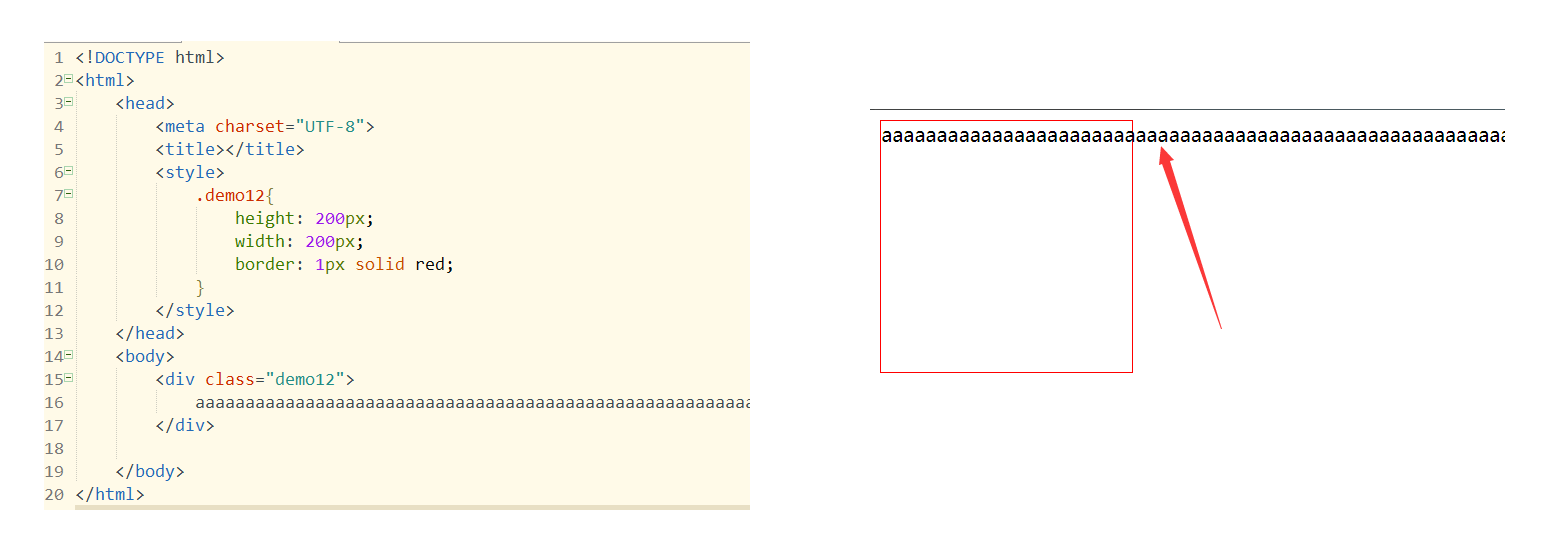 1 <!DOCTYPE html>
2 <html>
3 <head>
4 <meta charset="UTF-8">
5 <title></title>
6 <style>
7 .demo12{
8 height: 200px;
9 width: 200px;
10 border: 1px solid red;
11 }
12 </style>
13 </head>
14 <body>
15 <div class="demo12">
16 aaaaaaaaaaaaaaaaaaaaaaaaaaaaaaaaaaaaaaaaaaaaaaaaaaaaaaaa
17 </div>
18
19 </body>
20 </html>
aaaaaaaaaaaaaaaaaaaaaaaaaaaaaaaaaaaaaaaaaaaaaaaaaaaaaaaaa